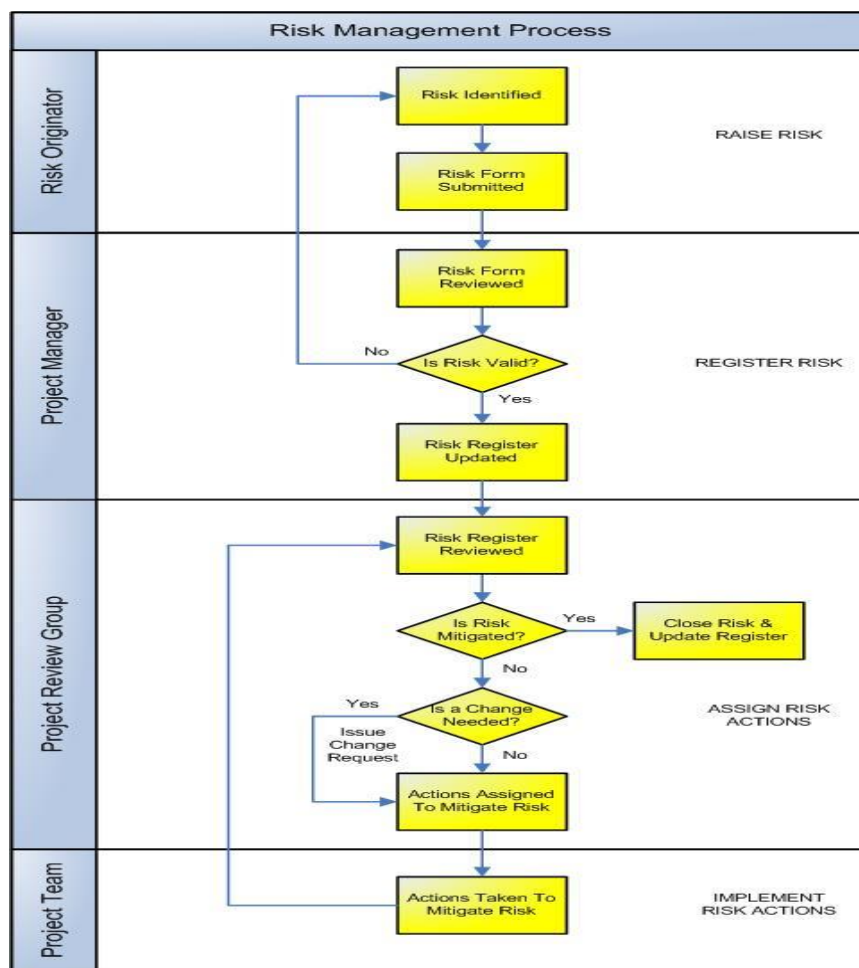 Risk Management Process
Risk Originator
Risk Identified
RAISE RISK
Risk Form
Submitted
Project Manager
Risk Form
Reviewed
No
Is Risk Valid?
REGISTER RISK
Yes
Risk Register
Updated
Project Review Group
Risk Register
Reviewed
Is Risk
Mitigated?
Yes
Close Risk &
Update Register
No
Yes
Is a Change
Needed?
ASSIGN RISK
ACTIONS
Issue
Change
Request
No
Actions Assigned
To Mitigate Risk
Project Team
Actions Taken To
Mitigate Risk
IMPLEMENT
RISK ACTIONS